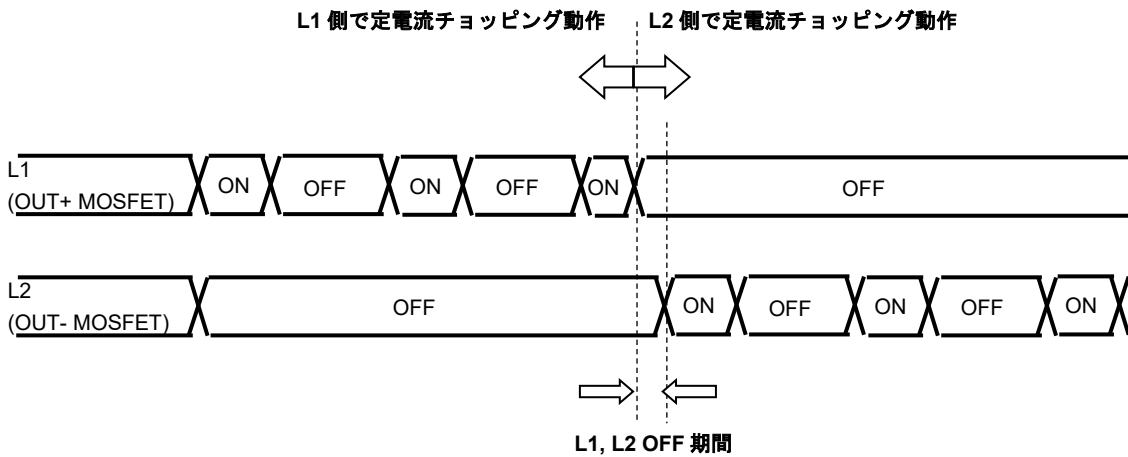 L1 側で定電流チョッピング動作 L2 側で定電流チョッピング動作
L1
(OUT+ MOSFET)
ON OFF ON OFF ON OFF
L2
(OUT- MOSFET)
OFF ON OFF ON OFF ON
L1, L2 OFF 期間